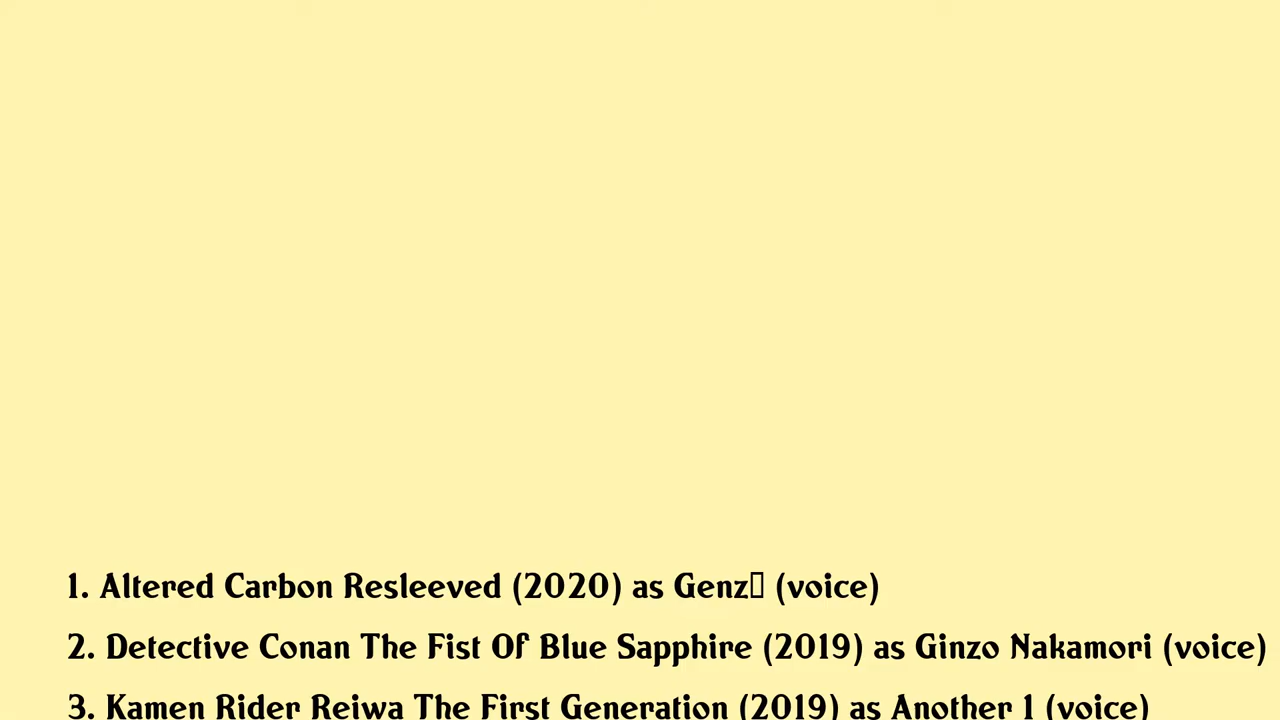 1. Altered Carbon Resleeved (2020) as Genz▯ (voice)
2. Detective Conan The Fist Of Blue Sapphire (2019) as Ginzo Nakamori (voice)
3. Kamen Rider Reiwa The First Generation (2019) as Another 1 (voice)